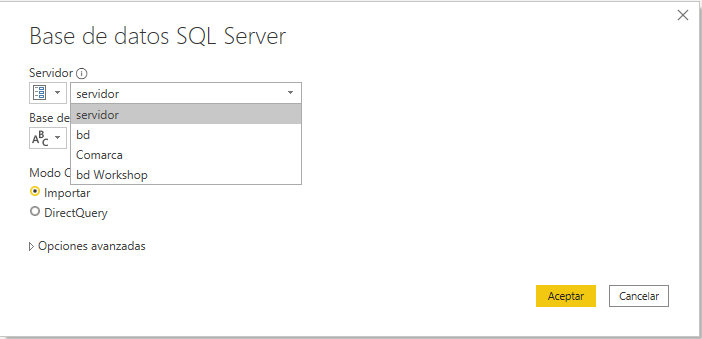 Base de datos SQL Server
Servidor
servidor
servidor
Base de
bd
ABC
Comarca
Modo C
bd Workshop
Importar
DirectQuery
Opciones avanzadas
Aceptar
Cancelar